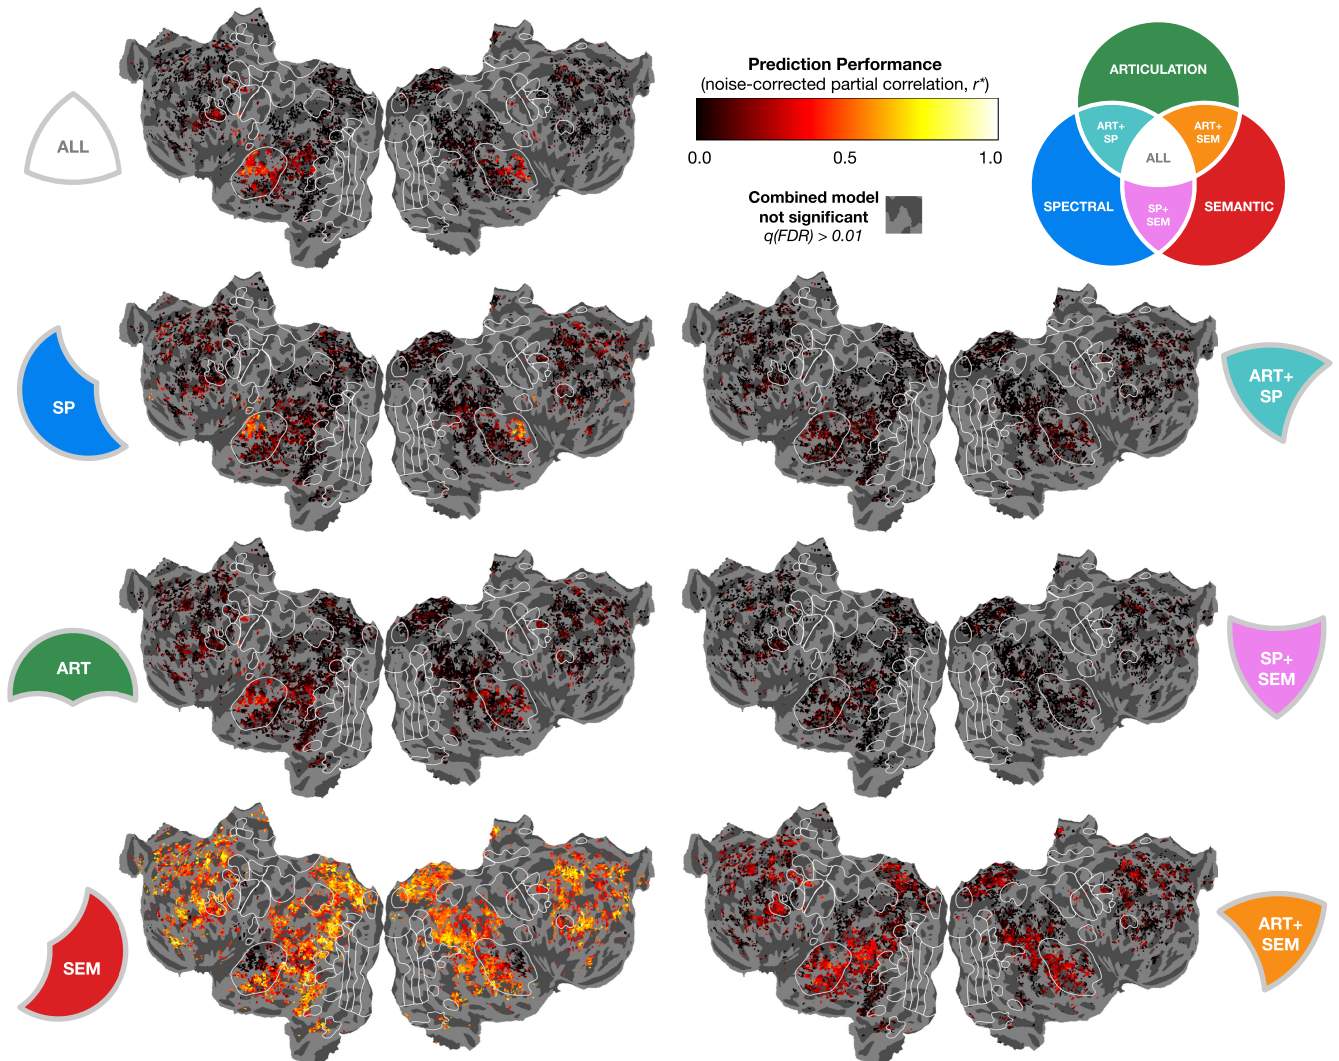 Prediction Performance
(noise-corrected partial correlation, r*)
0.0 0.5 1.0
Combined model
not significant
q(FDR) > 0.01
ARTICULATION
ART+
SP
ART+
SEM
ALL
SPECTRAL
SP+
SEM
SEMANTIC
ALL
SP
ART+
SP
ART
SP+
SEM
SEM
ART+
SEM